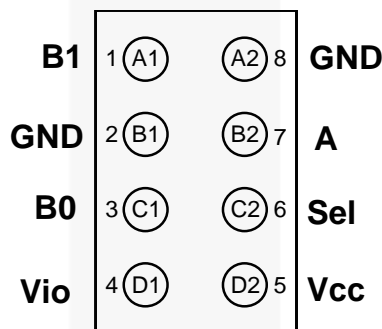 B1 1 A1 A2 8 GND
GND 2 B1 B2 7 A
B0 3 C1 C2 6 Sel
Vio 4 D1 D2 5 Vcc